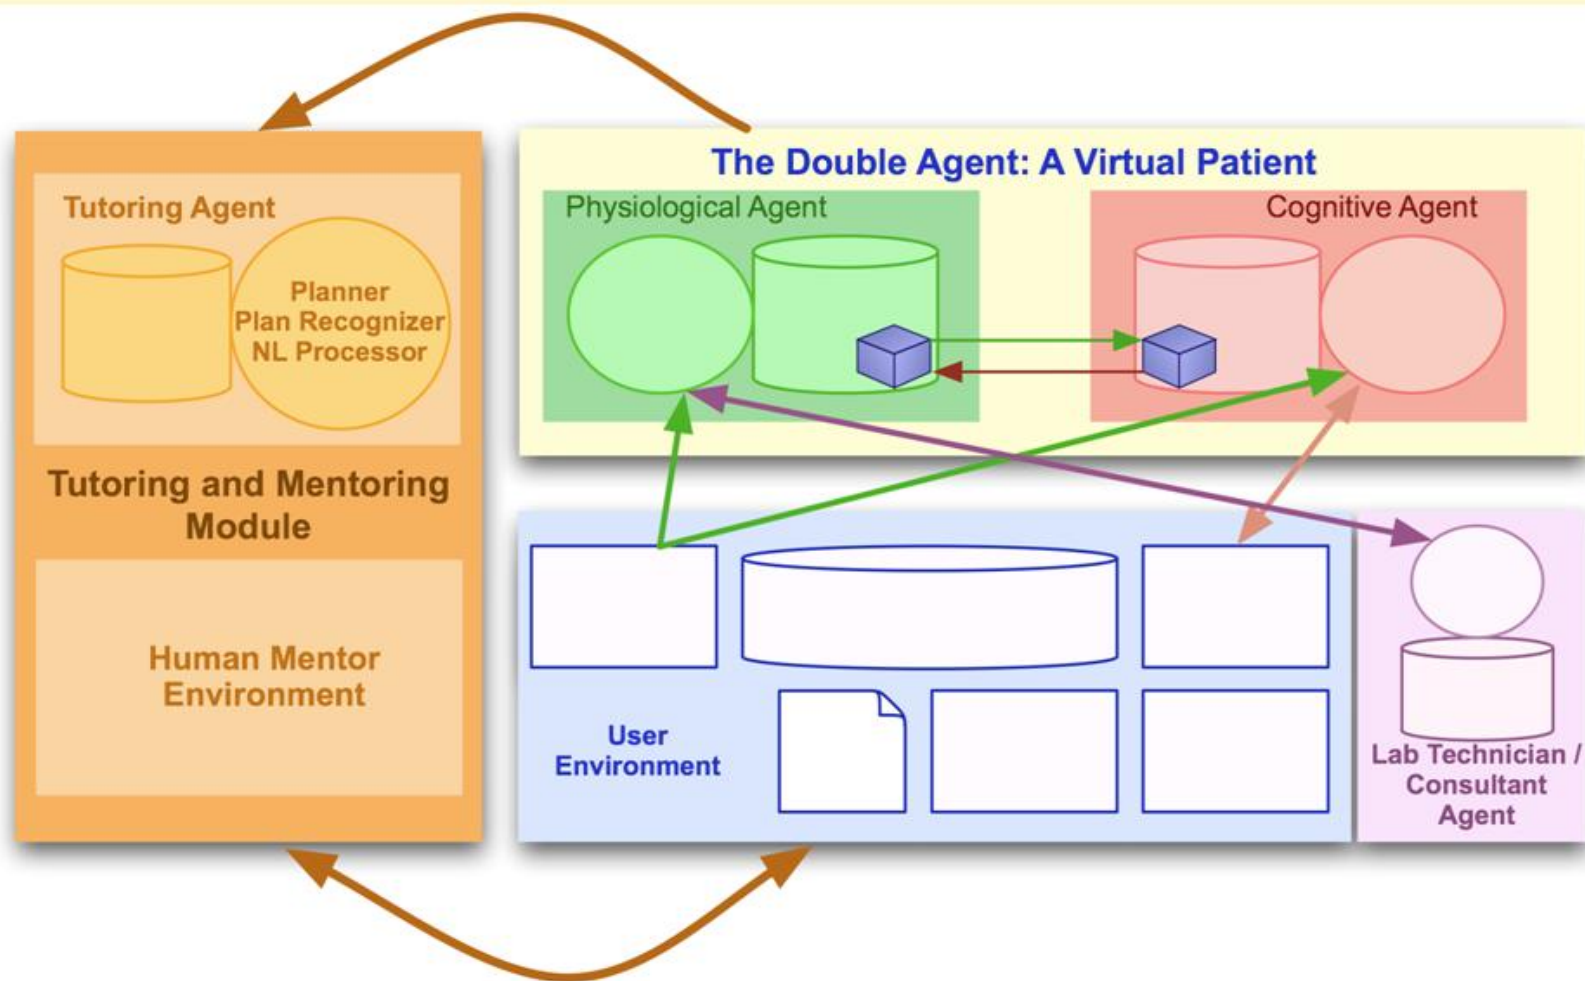 The Double Agent: A Virtual Patient
Tutoring Agent
Planner
Plan Recognizer
NL Processor
Physiological Agent
Cognitive Agent
Tutoring and Mentoring
Module
Human Mentor
Environment
User
Environment
Lab Technician /
Consultant
Agent